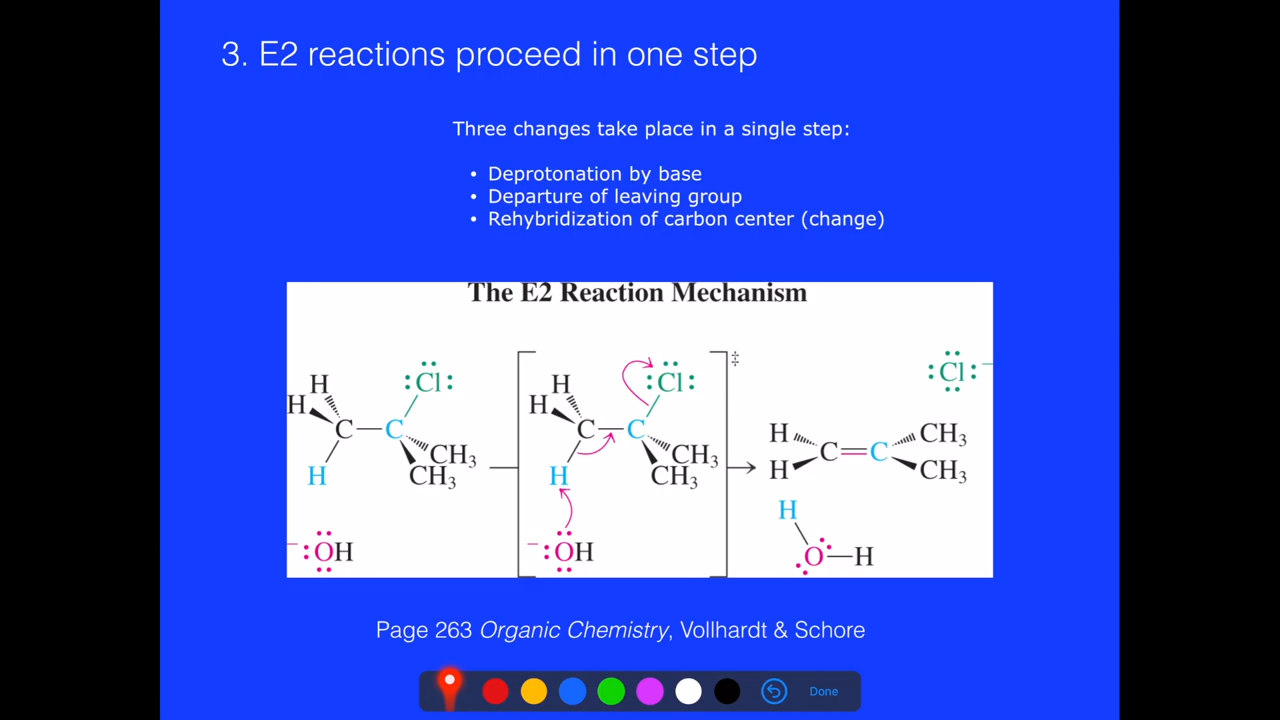 3. E2 reactions proceed in one step
Three changes take place in a single step:
• Deprotonation by base
• Departure of leaving group
• Rehybridization of carbon center (change)
The E2 Reaction Mechanism
H H C C Cl CH₃ CH₃ H
− OH
H H C C Cl CH₃ CH₃ H ‡
− OH
Cl −
H H C C CH₃ CH₃
H O H
Page 263 Organic Chemistry, Vollhardt & Schore
Done